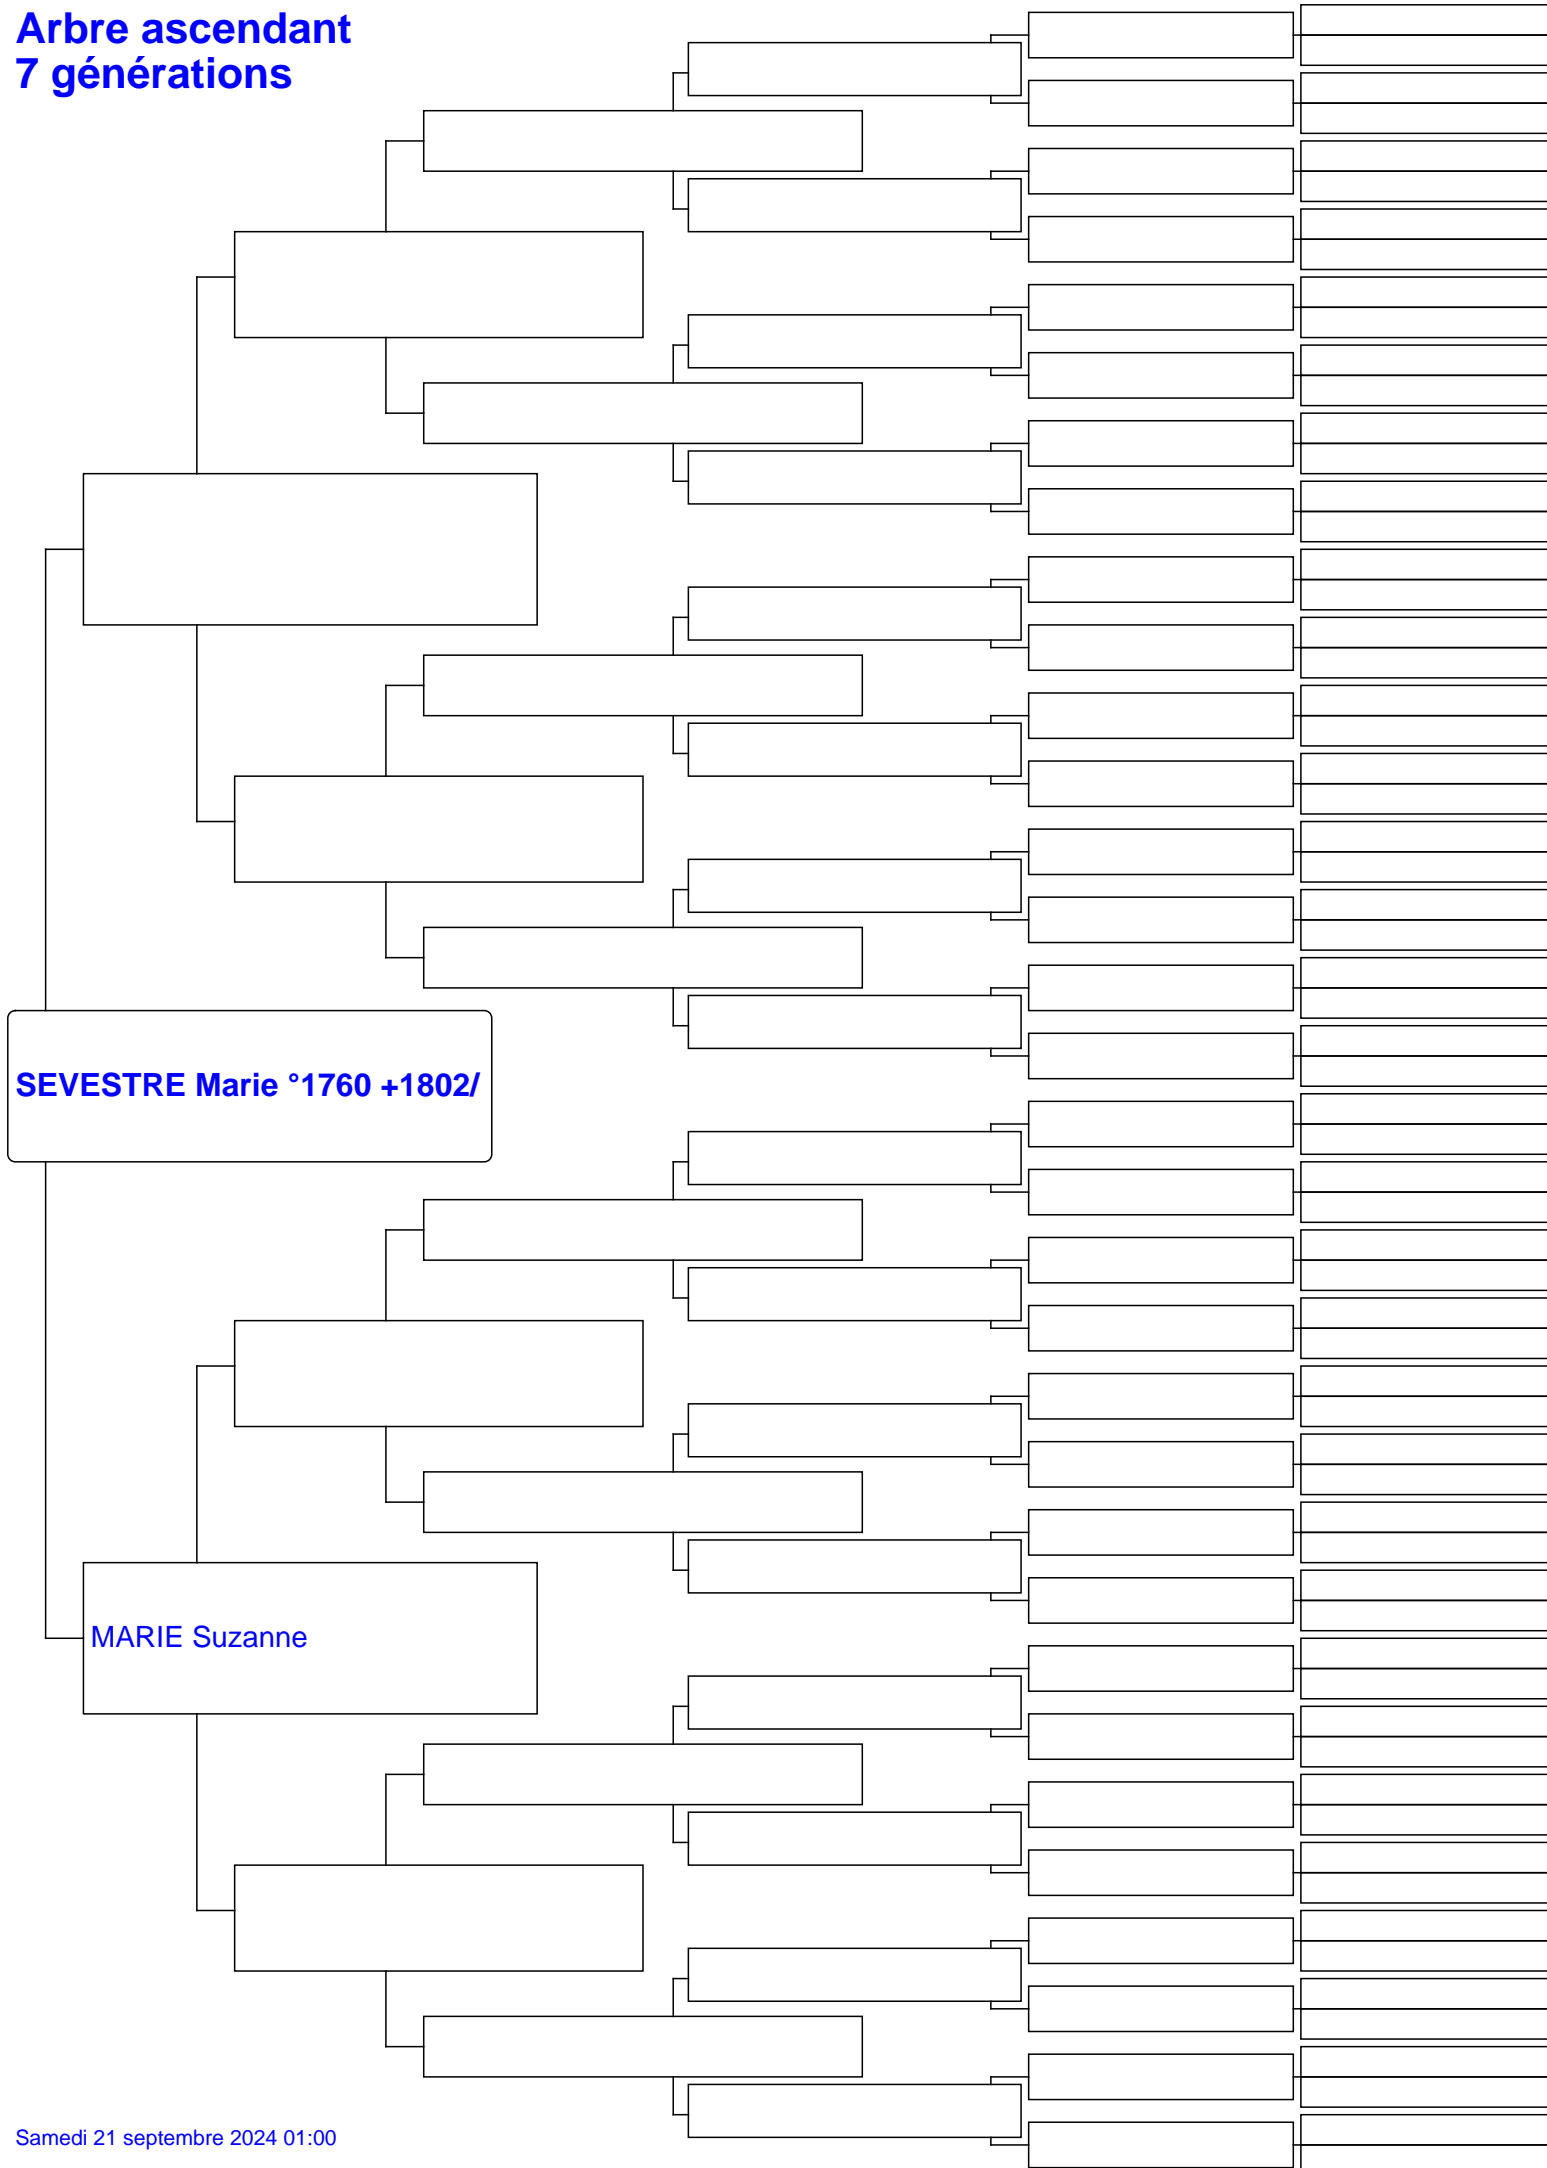 Arbre ascendant
7 générations
SEVESTRE Marie °1760 +1802/
MARIE Suzanne
Samedi 21 septembre 2024 01:00